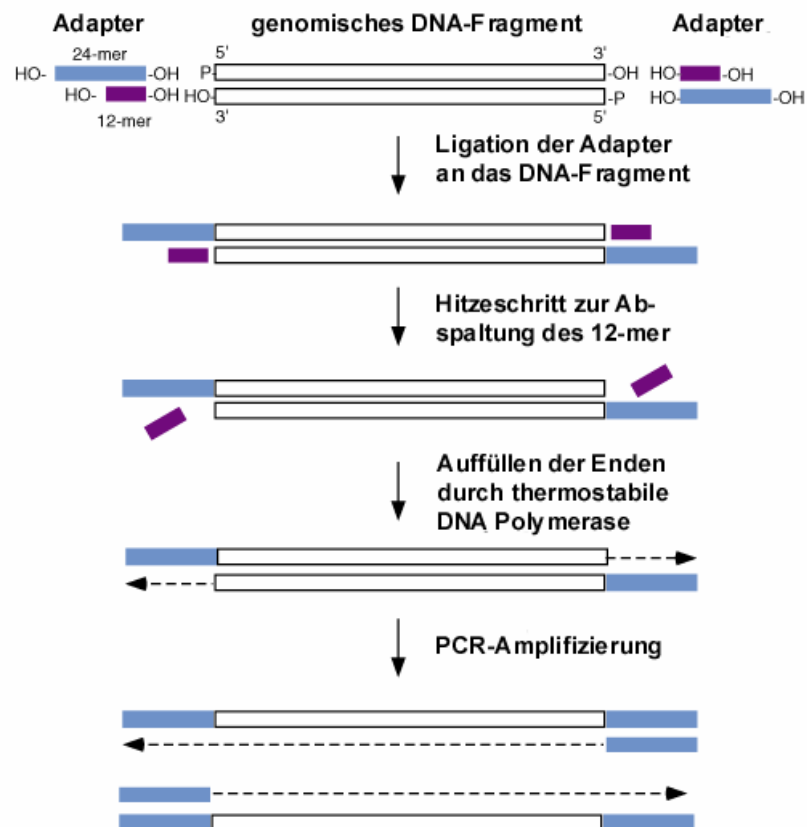 Adapter genomisches DNA-Fragment Adapter
24-mer 5' 3'
HO- -OH P- -OH HO- -OH
HO- -OH HO- -P HO- -OH
12-mer 3' 5'
Ligation der Adapter
an das DNA-Fragment
Hitzeschritt zur Ab-
spaltung des 12-mer
Auffüllen der Enden
durch thermostabile
DNA Polymerase
PCR-Amplifizierung